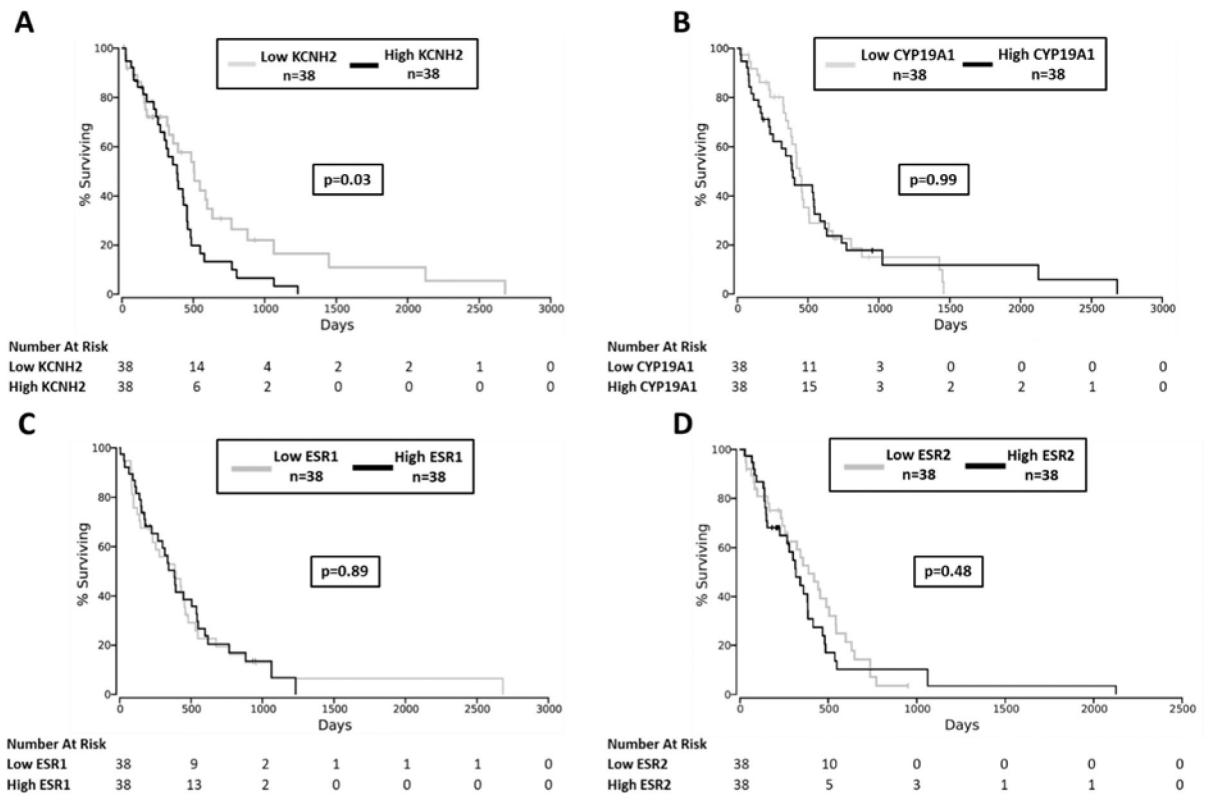 A
Low KCNH2 High KCNH2
n=38 n=38
100
80
60
40
20
0
% Surviving
p=0.03
0 500 1000 1500 2000 2500 3000
Days
Number At Risk
Low KCNH2 38 14 4 2 2 1 0
High KCNH2 38 6 2 0 0 0 0
B
Low CYP19A1 High CYP19A1
n=38 n=38
100
80
60
40
20
0
% Surviving
p=0.99
0 500 1000 1500 2000 2500 3000
Days
Number At Risk
Low CYP19A1 38 11 3 0 0 0 0
High CYP19A1 38 15 3 2 2 1 0
C
Low ESR1 High ESR1
n=38 n=38
100
80
60
40
20
0
% Surviving
p=0.89
0 500 1000 1500 2000 2500 3000
Days
Number At Risk
Low ESR1 38 9 2 1 1 1 0
High ESR1 38 13 2 0 0 0 0
D
Low ESR2 High ESR2
n=38 n=38
100
80
60
40
20
0
% Surviving
p=0.48
0 500 1000 1500 2000 2500
Days
Number At Risk
Low ESR2 38 10 0 0 0 0
High ESR2 38 5 3 1 1 0